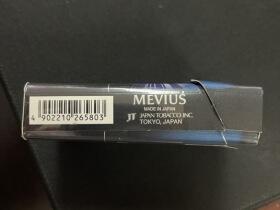 MEVIUS
MADE IN JAPAN
JT JAPAN TOBACCO INC.
TOKYO, JAPAN
4 902210 265803